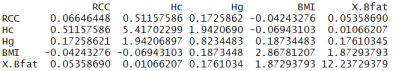 RCC Hc Hg BMI X.Bfat
RCC 0.06646448 0.51157586 0.1725862 -0.04243276 0.05358690
Hc 0.51157586 5.41702299 1.9420690 -0.06943103 0.01066207
Hg 0.17258621 1.94206897 0.8234483 0.18734483 0.17610345
BMI -0.04243276 -0.06943103 0.1873448 2.86781207 1.87293793
X.Bfat 0.05358690 0.01066207 0.1761034 1.87293793 12.23729379